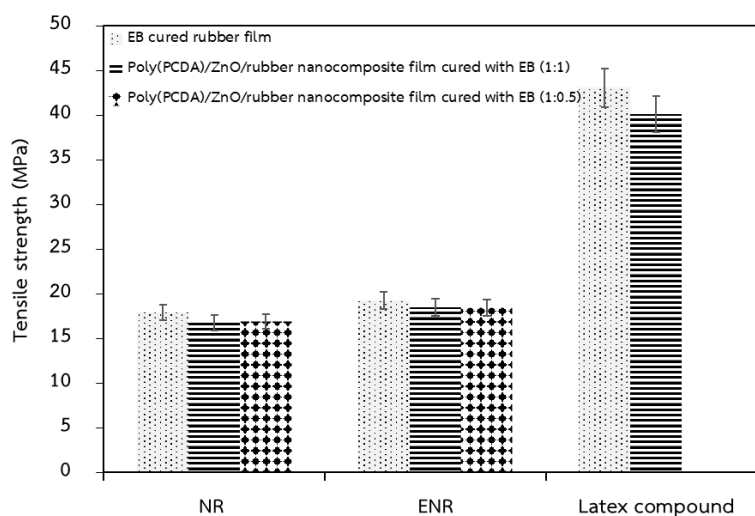 50
45
40
35
30
25
20
15
10
5
0
Tensile strength (MPa)
EB cured rubber film
Poly(PCDA)/ZnO/rubber nanocomposite film cured with EB (1:1)
Poly(PCDA)/ZnO/rubber nanocomposite film cured with EB (1:0.5)
NR
ENR
Latex compound